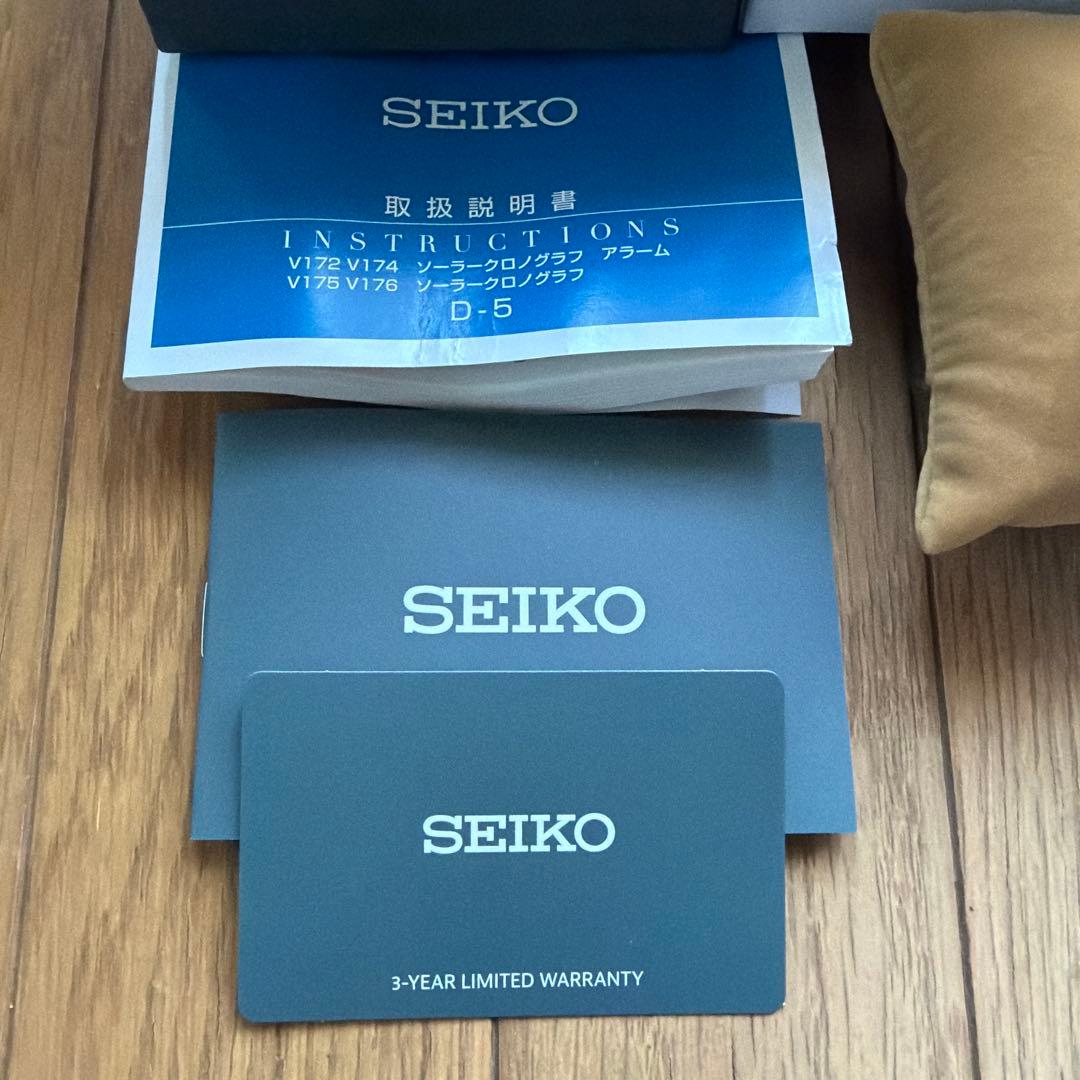 SEIKO
取扱説明書
INSTRUCTIONS
V172 V174 ソーラークロノグラフ アラーム
V175 V176 ソーラークロノグラフ
D-5
SEIKO
SEIKO
3-YEAR LIMITED WARRANTY